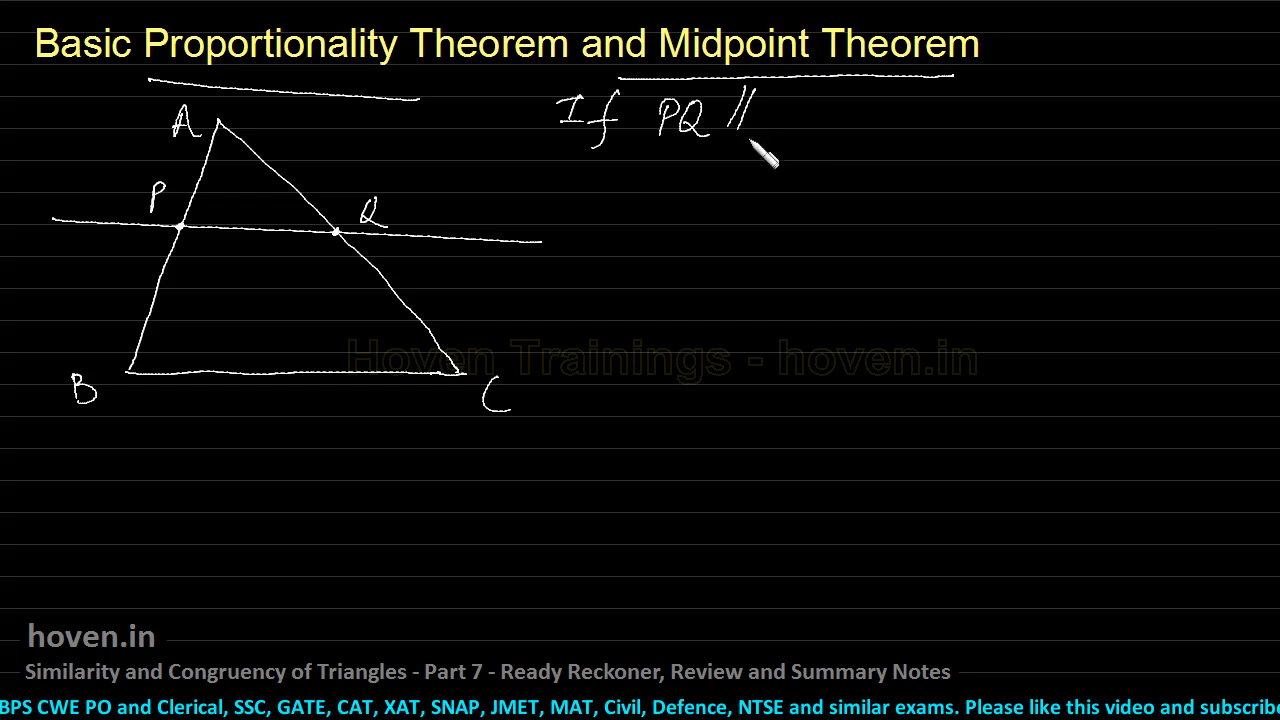 Basic Proportionality Theorem and Midpoint Theorem
If PQ ||
A
P
Q
Hoven Trainings - hoven.in
B
C
hoven.in
Similarity and Congruency of Triangles - Part 7 - Ready Reckoner, Review and Summary Notes
BPS CWE PO and Clerical, SSC, GATE, CAT, XAT, SNAP, JMET, MAT, Civil, Defence, NTSE and similar exams. Please like this video and subscribe